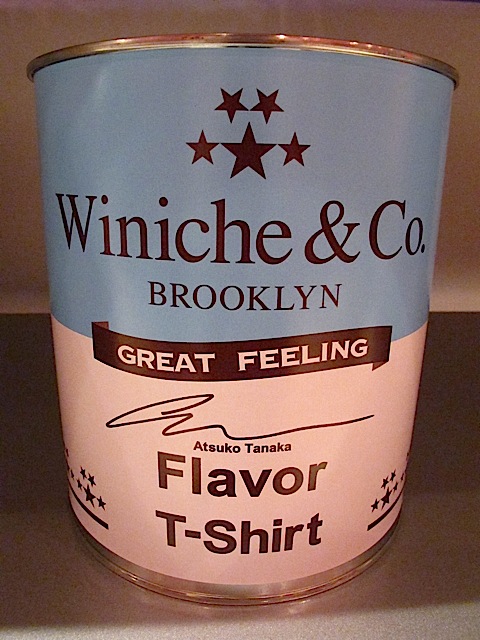 Winiche & Co.
BROOKLYN
GREAT FEELING
Atsuko Tanaka
Flavor
T-Shirt